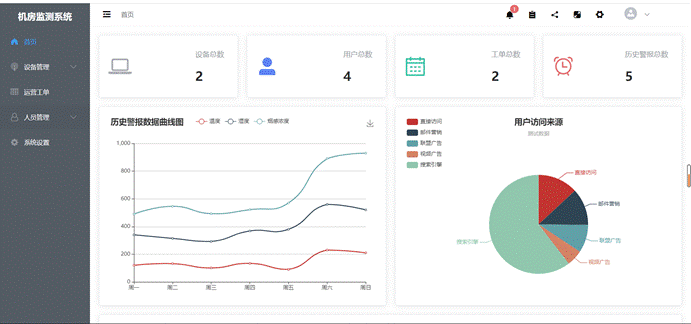 机房监测系统
首页
1
首页
设备管理
运营工单
人员管理
系统设置
设备总数
2
用户总数
4
工单总数
2
历史警报总数
5
历史警报数据曲线图
温度
湿度
烟感浓度
1,000
800
600
400
200
0
周一
周二
周三
周四
周五
周六
周日
直接访问
邮件营销
联盟广告
视频广告
搜索引擎
用户访问来源
测试数据
直接访问
邮件营销
联盟广告
视频广告
搜索引擎